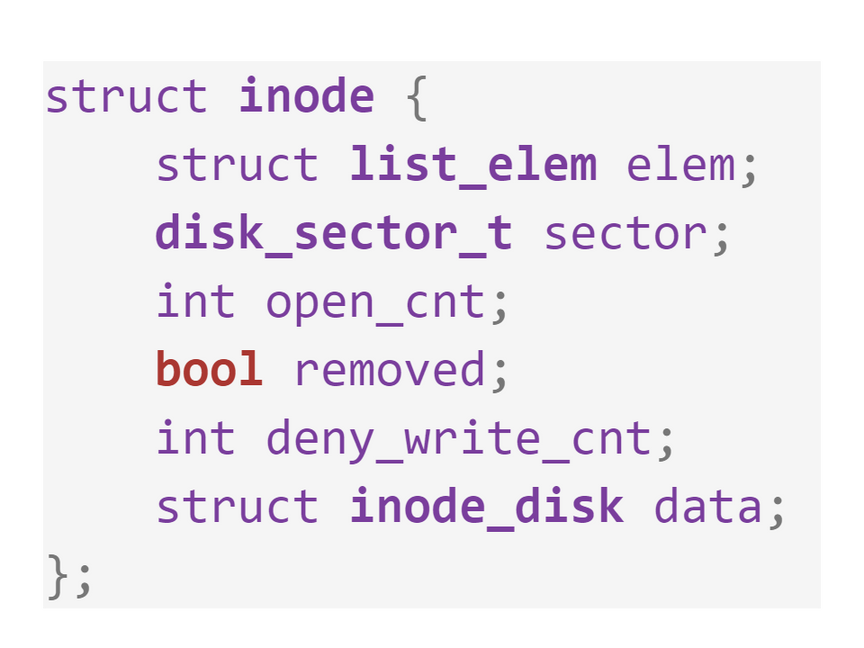 struct inode {
    struct list_elem elem;
    disk_sector_t sector;
    int open_cnt;
    bool removed;
    int deny_write_cnt;
    struct inode_disk data;
};